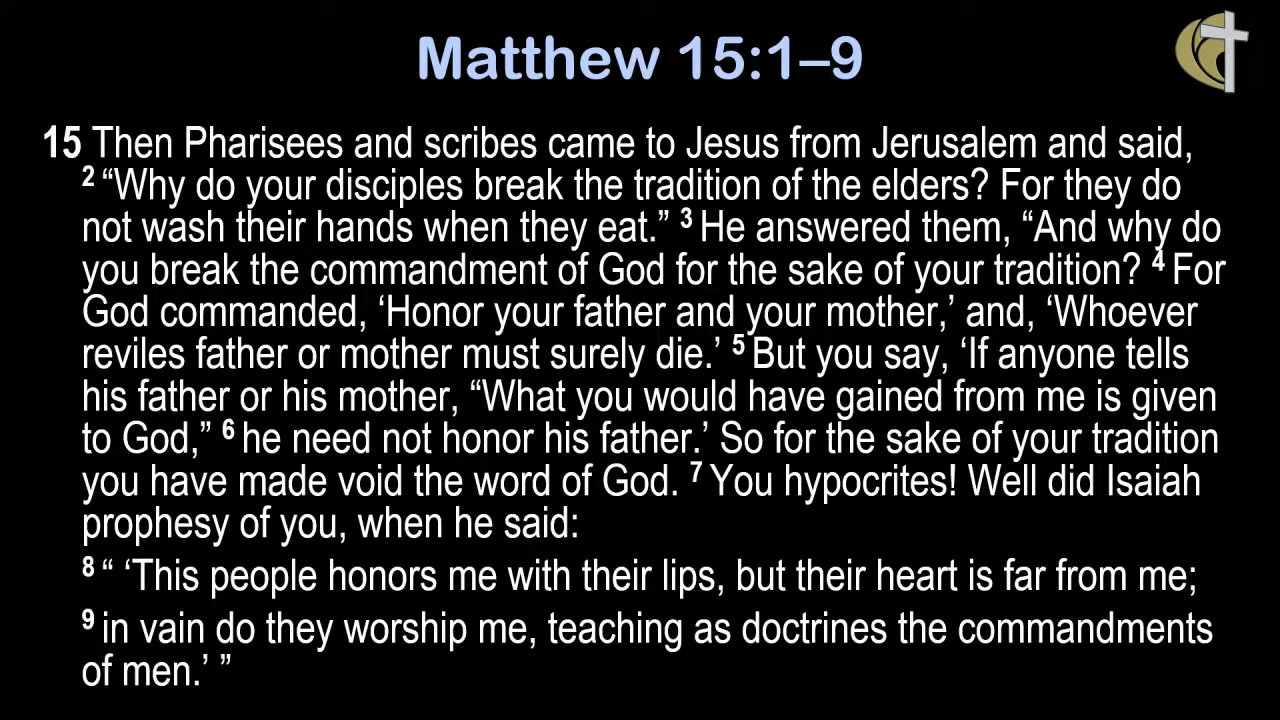 Matthew 15:1–9
15 Then Pharisees and scribes came to Jesus from Jerusalem and said,
2 “Why do your disciples break the tradition of the elders? For they do
not wash their hands when they eat.” 3 He answered them, “And why do
you break the commandment of God for the sake of your tradition? 4 For
God commanded, ‘Honor your father and your mother,’ and, ‘Whoever
reviles father or mother must surely die.’ 5 But you say, ‘If anyone tells
his father or his mother, “What you would have gained from me is given
to God,” 6 he need not honor his father.’ So for the sake of your tradition
you have made void the word of God. 7 You hypocrites! Well did Isaiah
prophesy of you, when he said:
8 “ ‘This people honors me with their lips, but their heart is far from me;
9 in vain do they worship me, teaching as doctrines the commandments
of men.’ ”